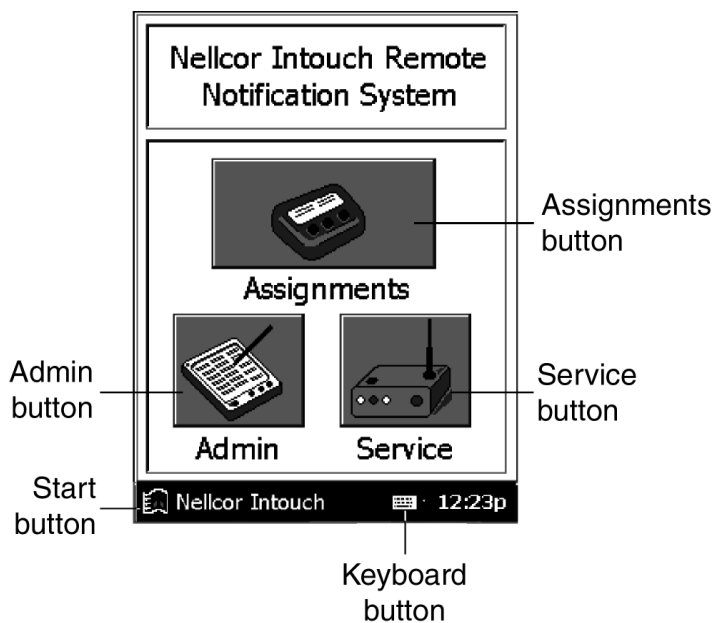 Nellcor Intouch Remote
Notification System
Assignments
button
Assignments
Admin
button
Service
button
Admin
Service
Start
button
Nellcor Intouch
12:23p
Keyboard
button